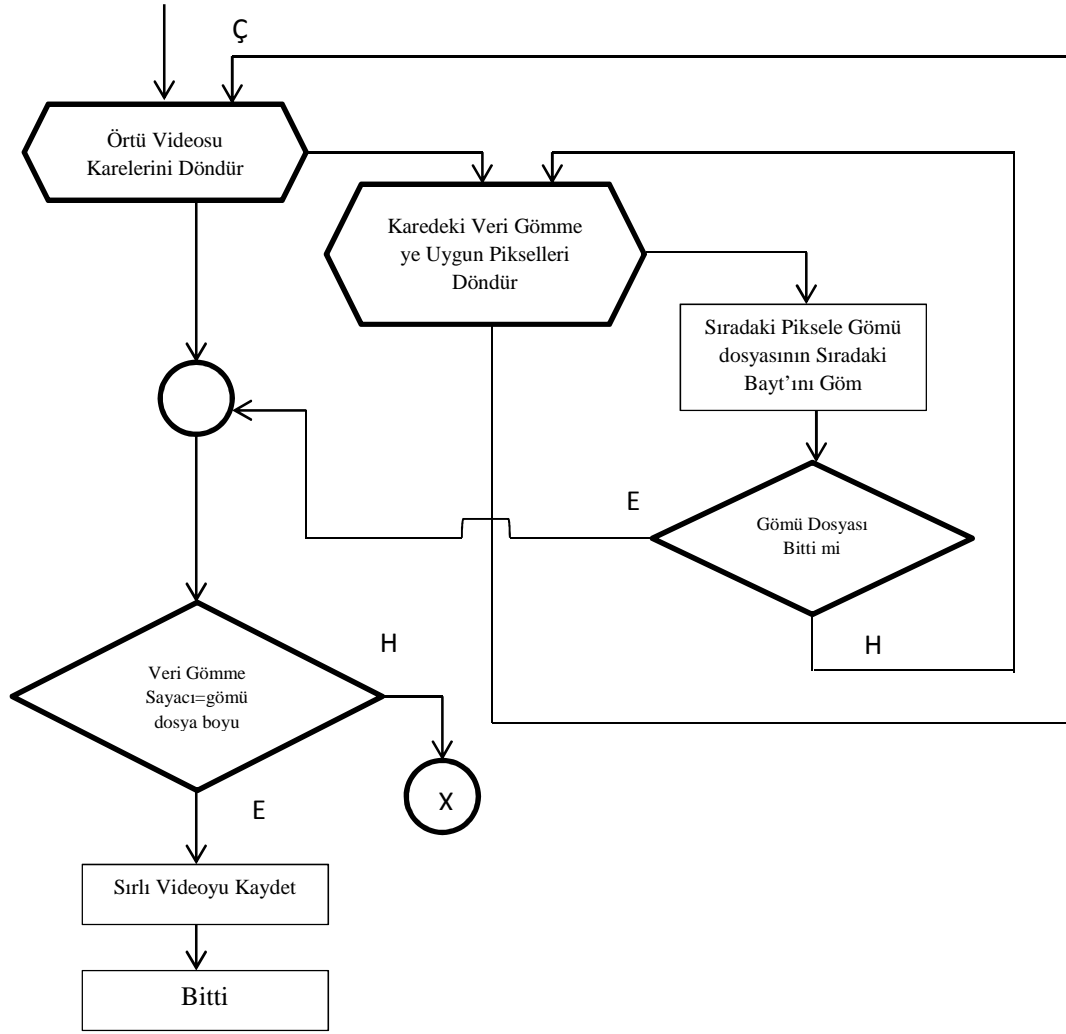 Ç
Örtü Videosu
Karelerini Döndür
Karedeki Veri Gömme
ye Uygun Pikselleri
Döndür
Sıradaki Piksele Gömü
dosyasının Sıradaki
Bayt’ını Göm
E
Gömü Dosyası
Bitti mi
H
H
Veri Gömme
Sayacı=gömü
dosya boyu
X
E
Sırlı Videoyu Kaydet
Bitti